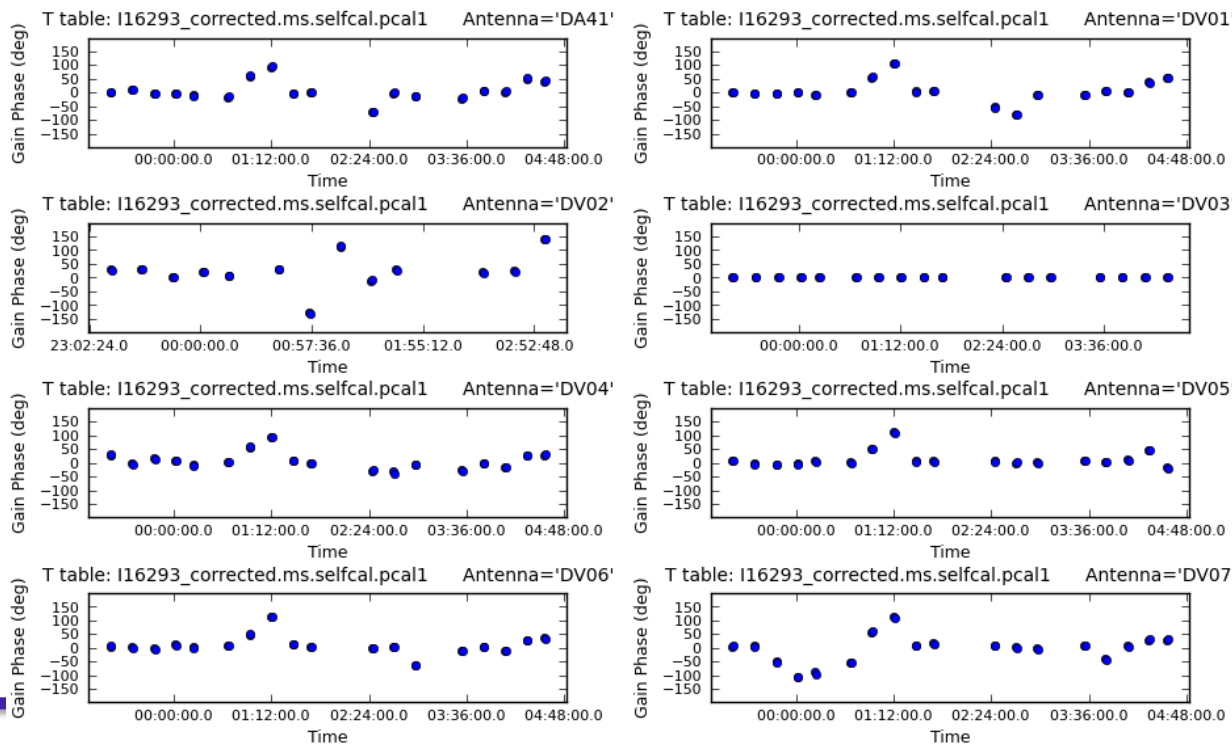 T table: I16293_corrected.ms.selfcal.pcal1 Antenna='DA41'
150
100
50
0
−50
−100
−150
Gain Phase (deg)
00:00:00.0 01:12:00.0 02:24:00.0 03:36:00.0 04:48:00.0
Time
T table: I16293_corrected.ms.selfcal.pcal1 Antenna='DV01
150
100
50
0
−50
−100
−150
Gain Phase (deg)
00:00:00.0 01:12:00.0 02:24:00.0 03:36:00.0 04:48:00.0
Time
T table: I16293_corrected.ms.selfcal.pcal1 Antenna='DV02'
150
100
50
0
−50
−100
−150
Gain Phase (deg)
23:02:24.0 00:00:00.0 00:57:36.0 01:55:12.0 02:52:48.0
Time
T table: I16293_corrected.ms.selfcal.pcal1 Antenna='DV03
150
100
50
0
−50
−100
−150
Gain Phase (deg)
00:00:00.0 01:12:00.0 02:24:00.0 03:36:00.0
Time
T table: I16293_corrected.ms.selfcal.pcal1 Antenna='DV04'
150
100
50
0
−50
−100
−150
Gain Phase (deg)
00:00:00.0 01:12:00.0 02:24:00.0 03:36:00.0 04:48:00.0
Time
T table: I16293_corrected.ms.selfcal.pcal1 Antenna='DV05
150
100
50
0
−50
−100
−150
Gain Phase (deg)
00:00:00.0 01:12:00.0 02:24:00.0 03:36:00.0 04:48:00.0
Time
T table: I16293_corrected.ms.selfcal.pcal1 Antenna='DV06'
150
100
50
0
−50
−100
−150
Gain Phase (deg)
00:00:00.0 01:12:00.0 02:24:00.0 03:36:00.0 04:48:00.0
Time
T table: I16293_corrected.ms.selfcal.pcal1 Antenna='DV07
150
100
50
0
−50
−100
−150
Gain Phase (deg)
00:00:00.0 01:12:00.0 02:24:00.0 03:36:00.0 04:48:00.0
Time